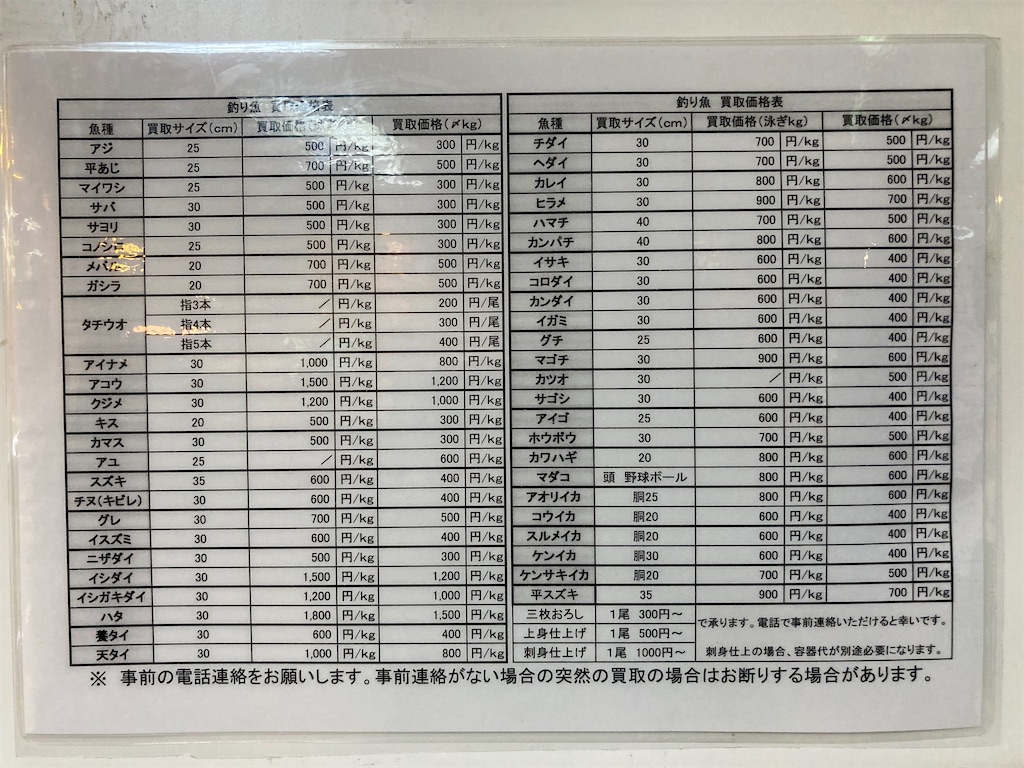 釣り魚 買取価格表
魚種 買取サイズ(cm) 買取価格(泳ぎkg) 買取価格(〆kg)
アジ 25 500 円/kg 300 円/kg
平あじ 25 700 円/kg 500 円/kg
マイワシ 25 500 円/kg 300 円/kg
サバ 30 500 円/kg 300 円/kg
サヨリ 30 500 円/kg 300 円/kg
コノシロ 25 500 円/kg 300 円/kg
メバル 20 700 円/kg 500 円/kg
ガシラ 20 700 円/kg 500 円/kg
タチウオ 指3本 / 円/kg 200 円/尾
指4本 / 円/kg 300 円/尾
指5本 / 円/kg 400 円/尾
アイナメ 30 1,000 円/kg 800 円/kg
アコウ 30 1,500 円/kg 1,200 円/kg
クジメ 30 1,200 円/kg 1,000 円/kg
キス 20 500 円/kg 300 円/kg
カマス 30 500 円/kg 300 円/kg
アユ 25 / 円/kg 600 円/kg
スズキ 35 600 円/kg 400 円/kg
チヌ(キビレ) 30 600 円/kg 400 円/kg
グレ 30 700 円/kg 500 円/kg
イスズミ 30 600 円/kg 400 円/kg
ニザダイ 30 500 円/kg 300 円/kg
イシダイ 30 1,500 円/kg 1,200 円/kg
イシガキダイ 30 1,200 円/kg 1,000 円/kg
ハタ 30 1,800 円/kg 1,500 円/kg
養タイ 30 600 円/kg 400 円/kg
天タイ 30 1,000 円/kg 800 円/kg
釣り魚 買取価格表
魚種 買取サイズ(cm) 買取価格(泳ぎkg) 買取価格(〆kg)
チダイ 30 700 円/kg 500 円/kg
ヘダイ 30 700 円/kg 500 円/kg
カレイ 30 800 円/kg 600 円/kg
ヒラメ 30 900 円/kg 700 円/kg
ハマチ 40 700 円/kg 500 円/kg
カンパチ 40 800 円/kg 600 円/kg
イサキ 30 600 円/kg 400 円/kg
コロダイ 30 600 円/kg 400 円/kg
カンダイ 30 600 円/kg 400 円/kg
イガミ 30 600 円/kg 400 円/kg
グチ 25 600 円/kg 400 円/kg
マゴチ 30 900 円/kg 600 円/kg
カツオ 30 / 円/kg 500 円/kg
サゴシ 30 600 円/kg 400 円/kg
アイゴ 25 600 円/kg 400 円/kg
ホウボウ 30 700 円/kg 500 円/kg
カワハギ 20 800 円/kg 600 円/kg
マダコ 頭 野球ボール 800 円/kg 600 円/kg
アオリイカ 胴25 800 円/kg 600 円/kg
コウイカ 胴20 600 円/kg 400 円/kg
スルメイカ 胴20 600 円/kg 400 円/kg
ケンイカ 胴30 600 円/kg 400 円/kg
ケンサキイカ 胴20 700 円/kg 500 円/kg
平スズキ 35 900 円/kg 700 円/kg
三枚おろし 1尾 300円～
上身仕上げ 1尾 500円～
刺身仕上げ 1尾 1000円～
で承ります。電話で事前連絡いただけると幸いです。
刺身仕上の場合、容器代が別途必要になります。
※ 事前の電話連絡をお願いします。事前連絡がない場合の突然の買取の場合はお断りする場合があります。